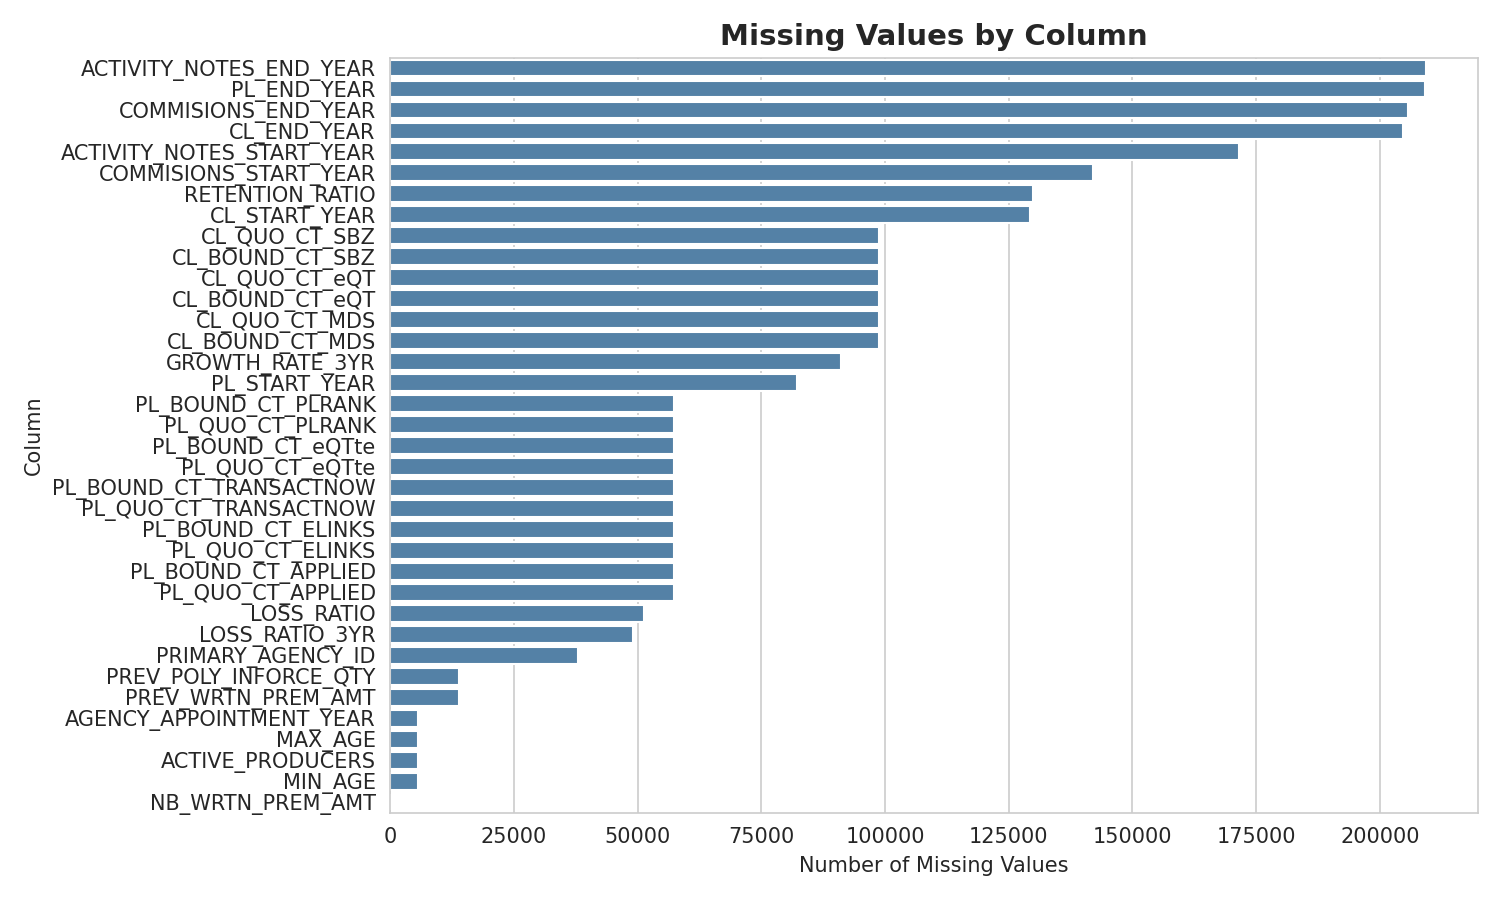 Missing Values by Column
ACTIVITY_NOTES_END_YEAR
PL_END_YEAR
COMMISIONS_END_YEAR
CL_END_YEAR
ACTIVITY_NOTES_START_YEAR
COMMISIONS_START_YEAR
RETENTION_RATIO
CL_START_YEAR
CL_QUO_CT_SBZ
CL_BOUND_CT_SBZ
CL_QUO_CT_eQT
CL_BOUND_CT_eQT
CL_QUO_CT_MDS
CL_BOUND_CT_MDS
GROWTH_RATE_3YR
PL_START_YEAR
PL_BOUND_CT_PLRANK
PL_QUO_CT_PLRANK
PL_BOUND_CT_eQTte
PL_QUO_CT_eQTte
PL_BOUND_CT_TRANSACTNOW
PL_QUO_CT_TRANSACTNOW
PL_BOUND_CT_ELINKS
PL_QUO_CT_ELINKS
PL_BOUND_CT_APPLIED
PL_QUO_CT_APPLIED
LOSS_RATIO
LOSS_RATIO_3YR
PRIMARY_AGENCY_ID
PREV_POLY_INFORCE_QTY
PREV_WRTN_PREM_AMT
AGENCY_APPOINTMENT_YEAR
MAX_AGE
ACTIVE_PRODUCERS
MIN_AGE
NB_WRTN_PREM_AMT
Column
0 25000 50000 75000 100000 125000 150000 175000 200000
Number of Missing Values